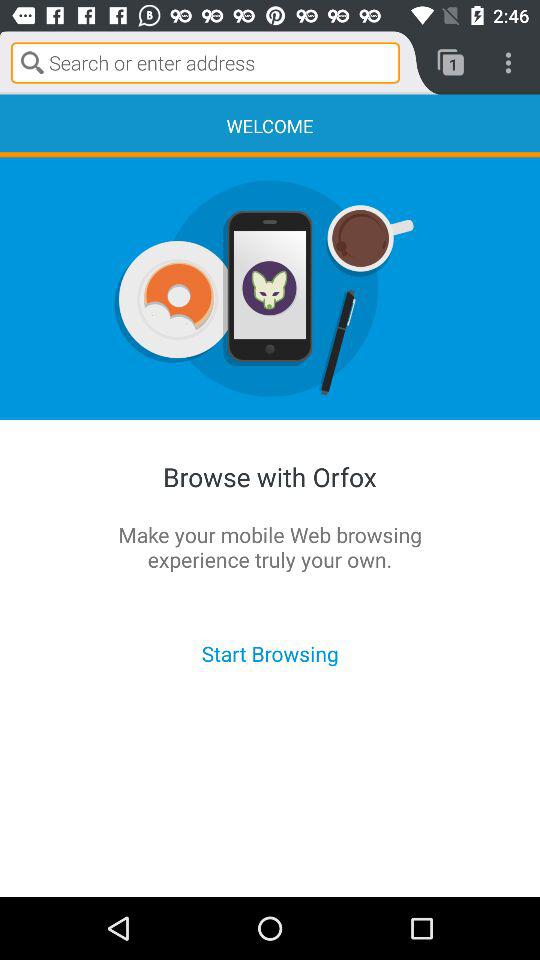 2:46
Search or enter address
1
WELCOME
Browse with Orfox
Make your mobile Web browsing
experience truly your own.
Start Browsing